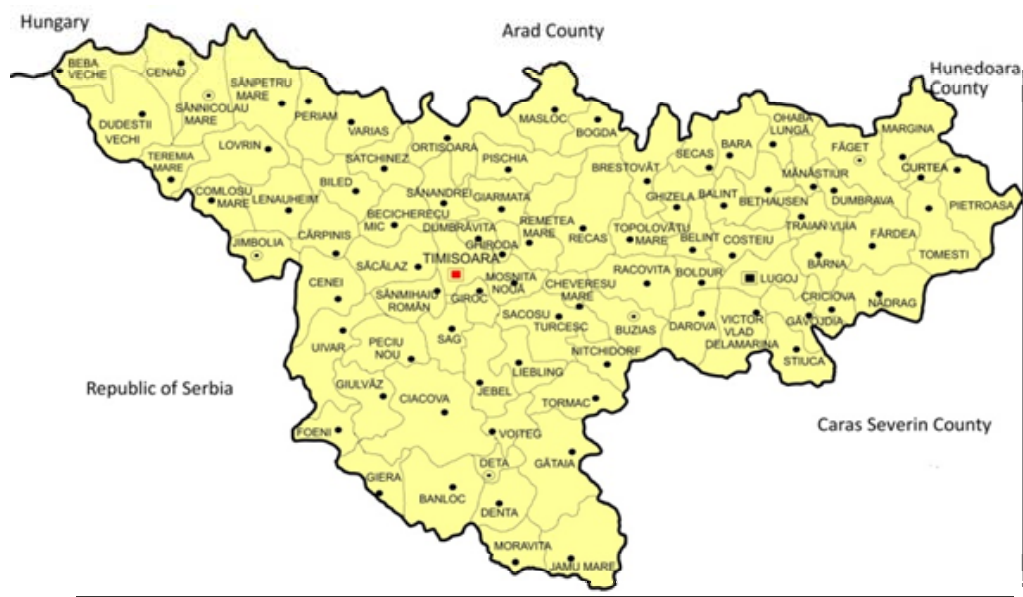 Hungary
Arad County
Hunedoara
County
Republic of Serbia
Caras Severin County
BEBA
VECHE
CENAD
SÂNPETRU
MARE
SÂNNICOLAU
MARE
PERIAM
DUDESTII
VECHI
VARIAS
LOVRIN
TEREMIA
MARE
SATCHINEZ
ORTISOARA
PISCHIA
MASLOC
BOGDA
BRESTOVĂT
SECAS
BARA
OHABA
LUNGĂ
FĂGET
MARGINA
CURTEA
MĂNĂSTIUR
DUMBRAVA
PIETROASA
COMLOSU
MARE
LENAUHEIM
BILED
SÂNANDREI
GIARMATA
BECICHERECU
MIC
DUMBRĂVITA
GHIRODA
REMETEA
MARE
RECAS
TOPOLOVĂTU
MARE
GHIZELA
BALINT
BETHAUSEN
TRAIAN VUIA
FÂRDEA
TOMESTI
JIMBOLIA
CĂRPINIS
TIMISOARA
BELINT
COSTEIU
BÂRNA
CENEI
SĂCĂLAZ
MOSNITA
NOUĂ
CHEVERESU
MARE
RACOVITA
BOLDUR
LUGOJ
CRICIOVA
NĂDRAG
SÂNMIHAIU
ROMÂN
GIROC
SACOSU
TURCESC
BUZIAS
DAROVA
VICTOR
VLAD
DELAMARINA
GĂVOJDIA
STIUCA
UIVAR
PECIU
NOU
SAG
NITCHIDORF
LIEBLING
GIULVĂZ
CIACOVA
JEBEL
TORMAC
FOENI
VOITEG
GĂTAIA
DETA
GIERA
BANLOC
DENTA
MORAVITA
JAMU MARE